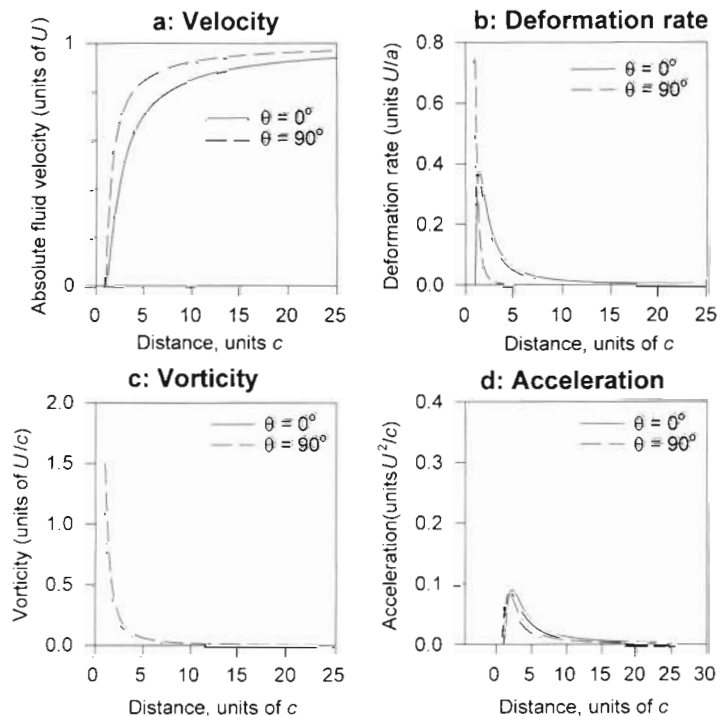 a: Velocity
Absolute fluid velocity (units of U)
1
0
θ = 0°
θ = 90°
0 5 10 15 20 25
Distance, units c
b: Deformation rate
Deformation rate (units U/a)
0.8
0.6
0.4
0.2
0.0
θ = 0°
θ = 90°
0 5 10 15 20 25
Distance, units of c
c: Vorticity
Vorticity (units of U/c)
2.0
1.5
1.0
0.5
0.0
θ = 0°
θ = 90°
0 5 10 15 20 25
Distance, units of c
d: Acceleration
Acceleration(units U²/c)
0.4
0.3
0.2
0.1
0.0
θ = 0°
θ = 90°
0 5 10 15 20 25 30
Distance, units of c